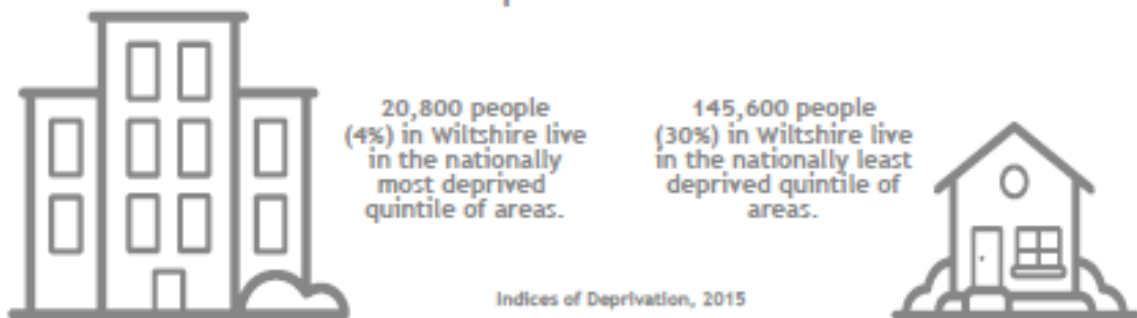 20,800 people
(4%) in Wiltshire live
in the nationally
most deprived
quintile of areas.
145,600 people
(30%) in Wiltshire live
in the nationally least
deprived quintile of
areas.
Indices of Deprivation, 2015